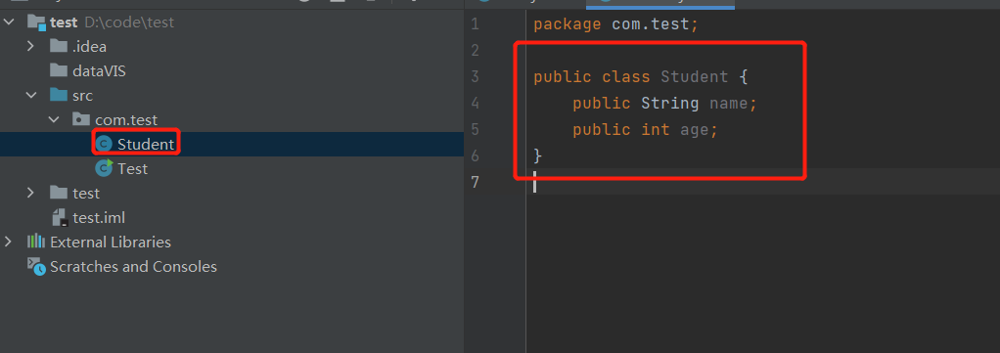 test D:\code\test
.idea
dataVIS
src
com.test
Student
Test
test
test.iml
External Libraries
Scratches and Consoles
1 package com.test;
2
3 public class Student {
4 public String name;
5 public int age;
6 }
7